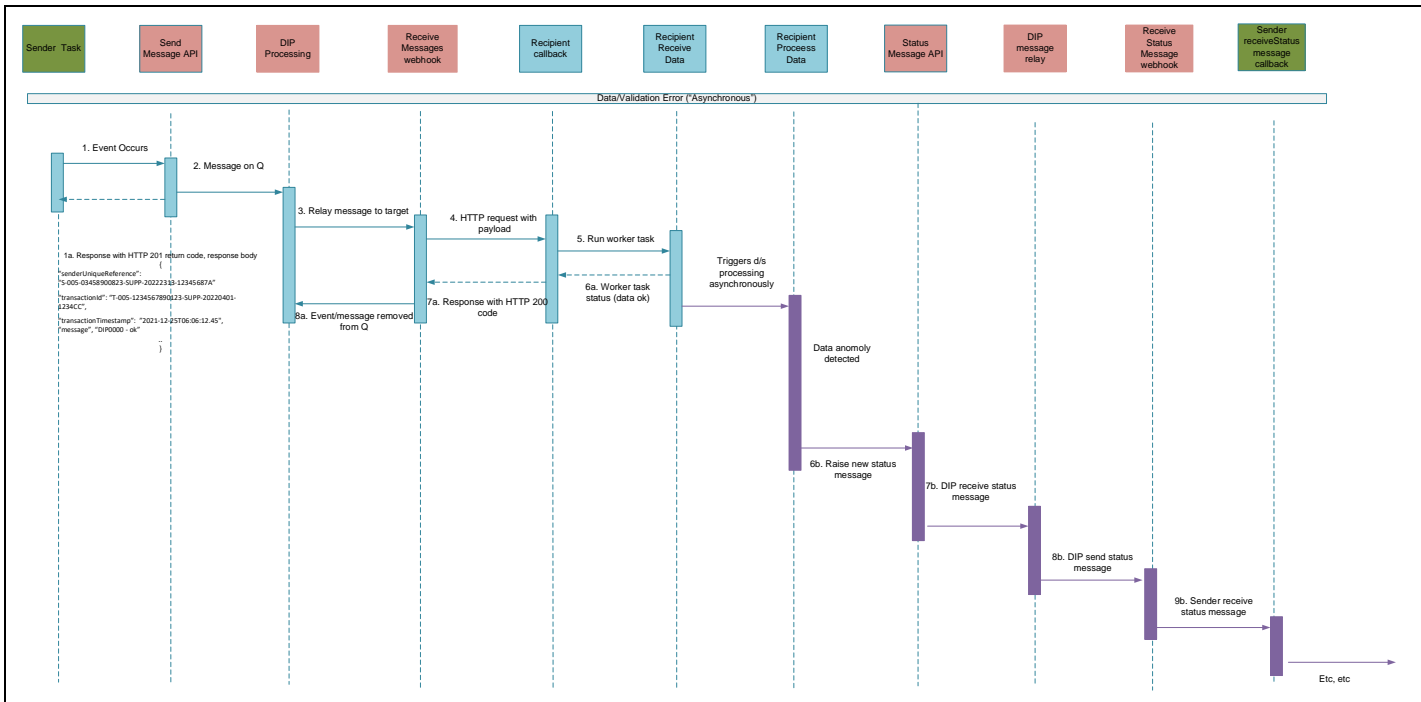 Sender Task
Send
Message API
DIP
Processing
Receive
Messages
webhook
Recipient
callback
Recipient
Receive
Data
Recipient
Proceess
Data
Status
Message API
DIP
message
relay
Receive
Status
Message
webhook
Sender
receiveStatus
message
callback
Data/Validation Error ("Asynchronous")
1. Event Occurs
2. Message on Q
3. Relay message to target
4. HTTP request with
payload
5. Run worker task
Triggers d/s
processing
asynchronously
1a. Response with HTTP 201 return code, response body
{
"senderUniqueReference":
"S-005-03458900823-SUPP-20222313-12345687A"
"transactionId": "T-005-1234567890123-SUPP-20220401-
1234CC",
"transactionTimestamp": "2021-12-25T06:06:12.45",
"message", "DIP0000 - ok"
..
}
6a. Worker task
status (data ok)
7a. Response with HTTP 200
code
8a. Event/message removed
from Q
Data anomoly
detected
6b. Raise new status
message
7b. DIP receive status
message
8b. DIP send status
message
9b. Sender receive
status message
Etc, etc